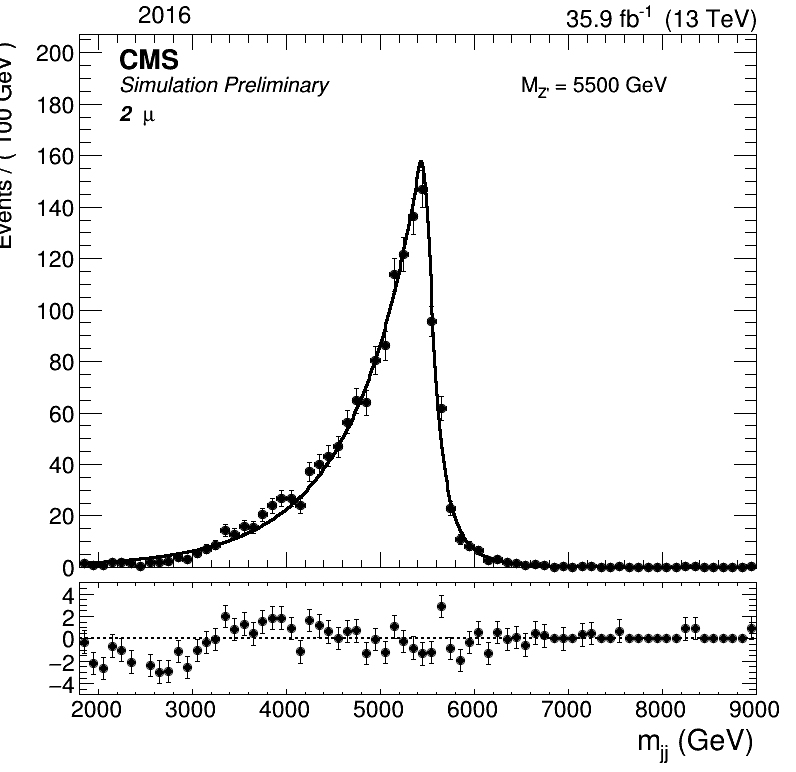 2016
35.9 fb⁻¹ (13 TeV)
CMS
Simulation Preliminary
M_Z' = 5500 GeV
2 μ
Events / ( 100 GeV )
200
180
160
140
120
100
80
60
40
20
0
4
2
0
−2
−4
2000 3000 4000 5000 6000 7000 8000 9000
m_jj (GeV)